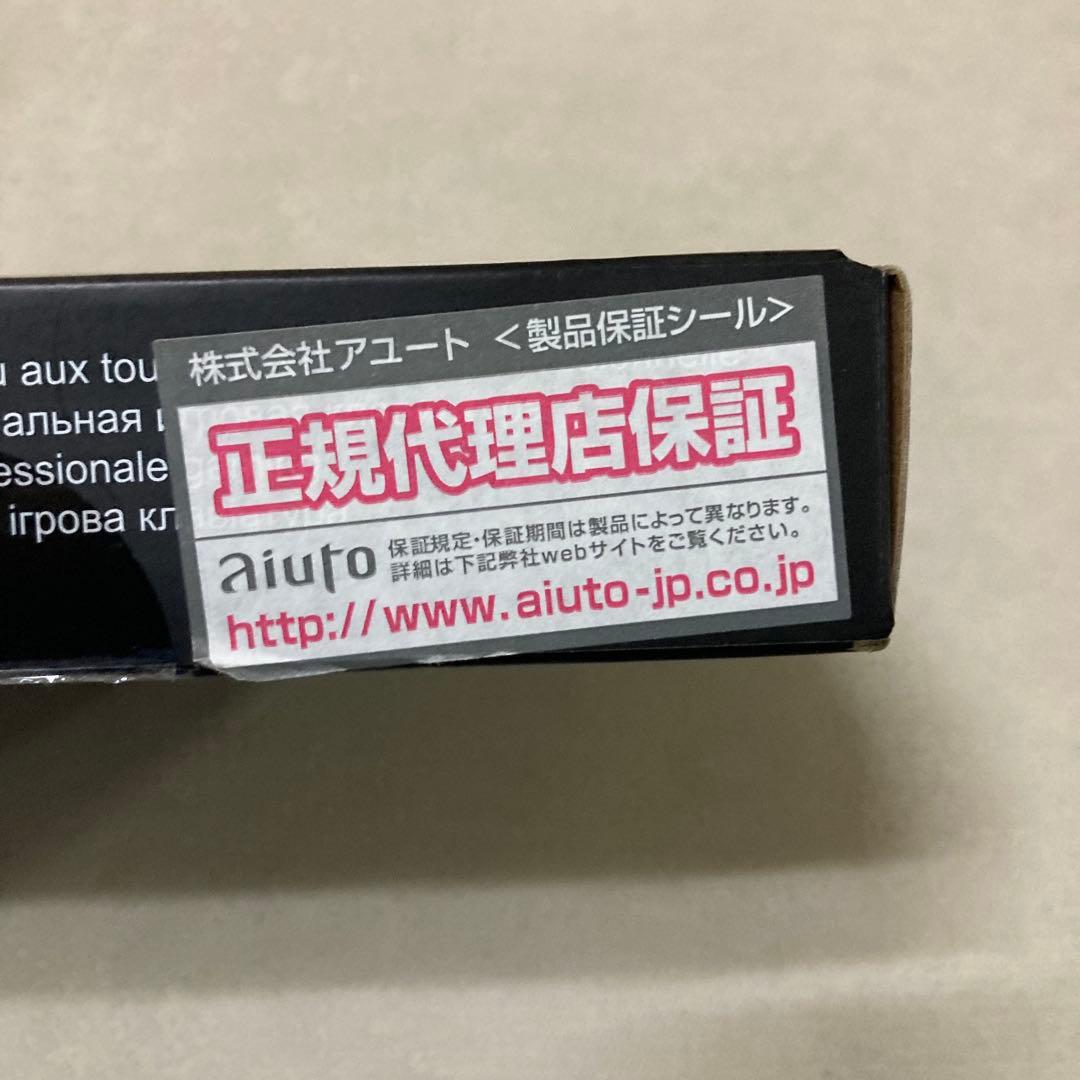 株式会社アユート <製品保証シール>
正規代理店保証
aiuto
保証規定・保証期間は製品によって異なります。
詳細は下記弊社webサイトをご覧ください。
http://www.aiuto-jp.co.jp
u aux tou
альная и
essionale
ігрова кл